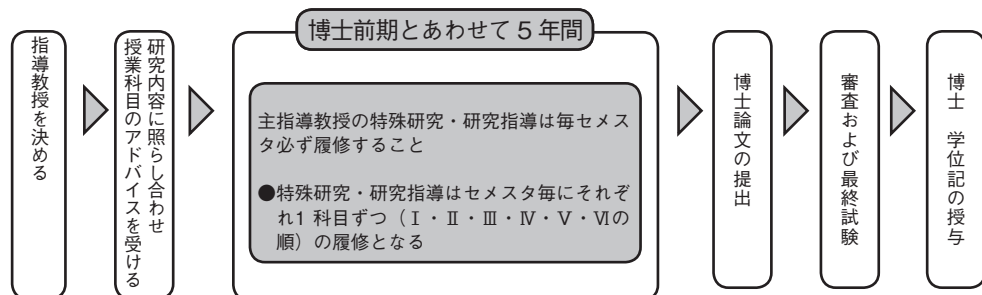 指導教授を決める
研究内容に照らし合わせ
授業科目のアドバイスを受ける
博士前期とあわせて5年間
主指導教授の特殊研究・研究指導は毎セメス
タ必ず履修すること
●特殊研究・研究指導はセメスタ毎にそれぞ
れ1 科目ずつ（Ⅰ・Ⅱ・Ⅲ・Ⅳ・Ⅴ・Ⅵの
順）の履修となる
博士論文の提出
審査および最終試験
博士 学位記の授与